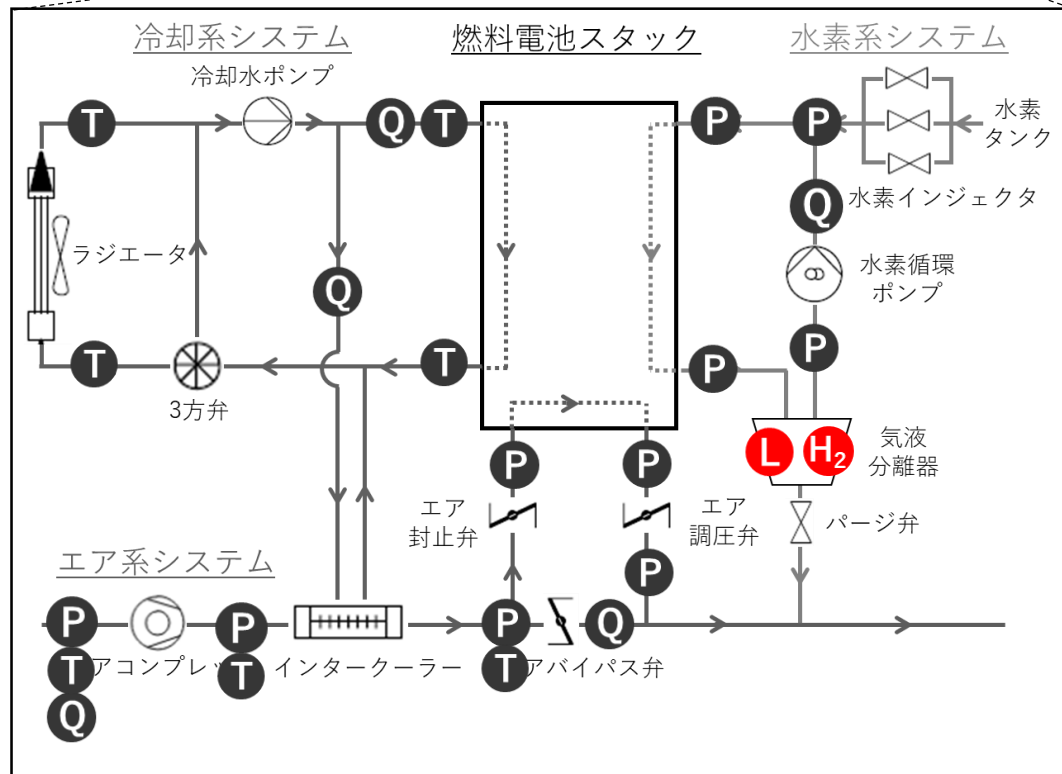 冷却系システム
燃料電池スタック
水素系システム
冷却水ポンプ
T
Q
T
P
P
水素
タンク
水素インジェクタ
Q
ラジエータ
Q
水素循環
ポンプ
T
T
P
P
3方弁
L
H₂
気液
分離器
P
P
エア
封止弁
エア
調圧弁
パージ弁
エア系システム
P
P
P
P
Q
T
アコンプレッ
T
インタークーラー
T
アバイパス弁
Q